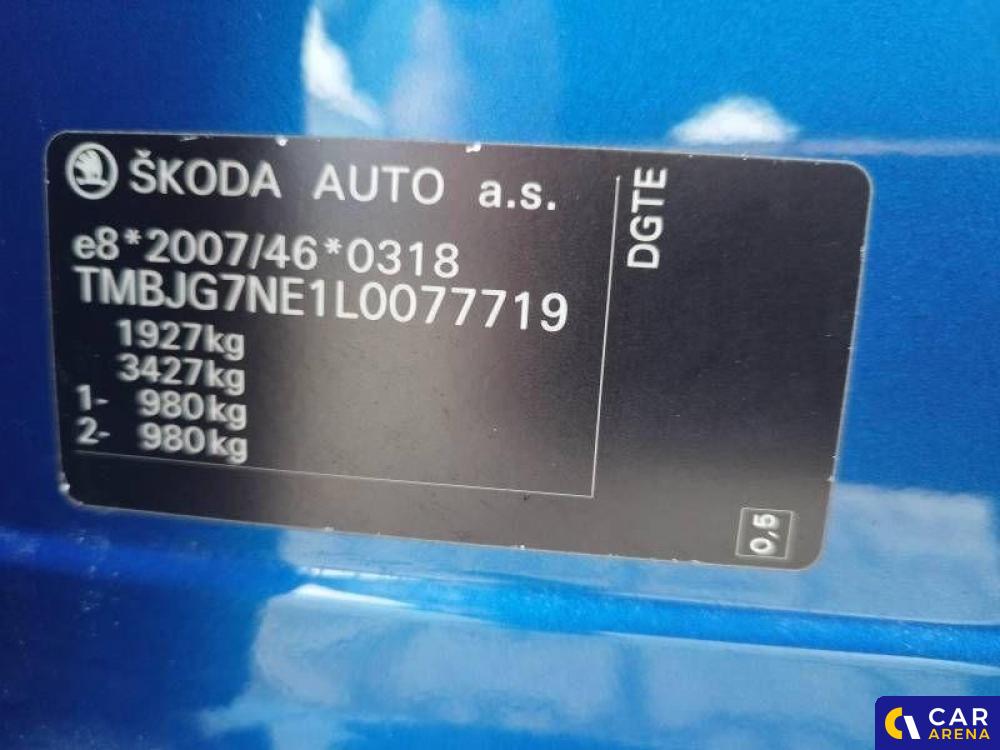 ŠKODA AUTO a.s.
e8*2007/46*0318
TMBJG7NE1L0077719
1927kg
3427kg
1- 980kg
2- 980kg
DGTE
0,5
CAR
ARENA